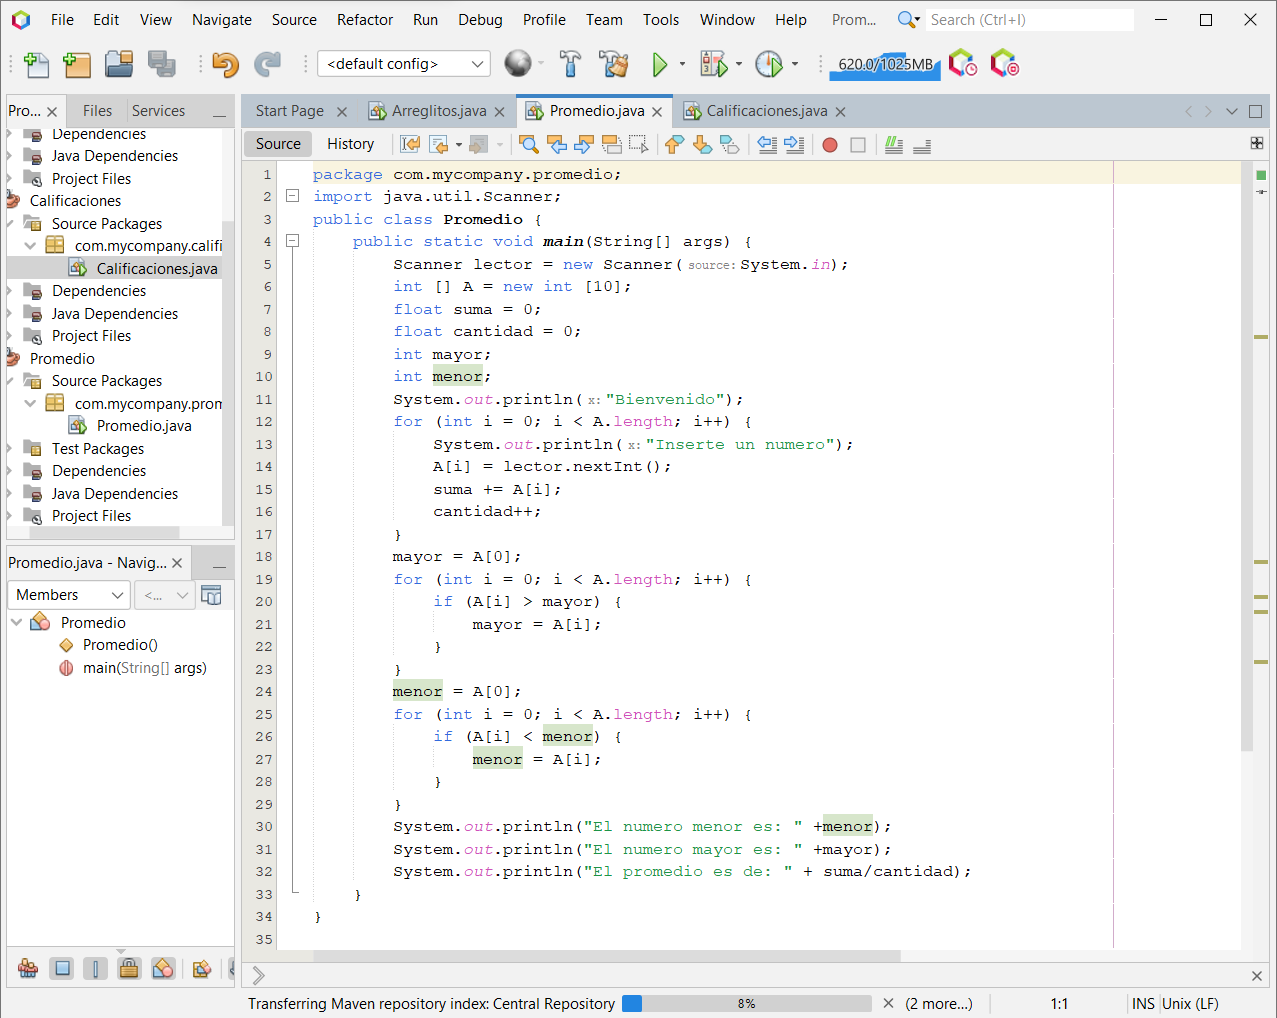 File Edit View Navigate Source Refactor Run Debug Profile Team Tools Window Help Prom... Search (Ctrl+I)
<default config> 620.0/1025MB
Pro... Files Services
Dependencies
Java Dependencies
Project Files
Calificaciones
Source Packages
com.mycompany.califi
Calificaciones.java
Dependencies
Java Dependencies
Project Files
Promedio
Source Packages
com.mycompany.prom
Promedio.java
Test Packages
Dependencies
Java Dependencies
Project Files
Promedio.java - Navig...
Members <...
Promedio
Promedio()
main(String[] args)
Start Page Arreglitos.java Promedio.java Calificaciones.java
Source History
1 package com.mycompany.promedio;
2 import java.util.Scanner;
3 public class Promedio {
4 public static void main(String[] args) {
5 Scanner lector = new Scanner( source: System.in);
6 int [] A = new int [10];
7 float suma = 0;
8 float cantidad = 0;
9 int mayor;
10 int menor;
11 System.out.println( x: "Bienvenido");
12 for (int i = 0; i < A.length; i++) {
13 System.out.println( x: "Inserte un numero");
14 A[i] = lector.nextInt();
15 suma += A[i];
16 cantidad++;
17 }
18 mayor = A[0];
19 for (int i = 0; i < A.length; i++) {
20 if (A[i] > mayor) {
21 mayor = A[i];
22 }
23 }
24 menor = A[0];
25 for (int i = 0; i < A.length; i++) {
26 if (A[i] < menor) {
27 menor = A[i];
28 }
29 }
30 System.out.println("El numero menor es: " +menor);
31 System.out.println("El numero mayor es: " +mayor);
32 System.out.println("El promedio es de: " + suma/cantidad);
33 }
34 }
35
Transferring Maven repository index: Central Repository 8% (2 more...) 1:1 INS Unix (LF)